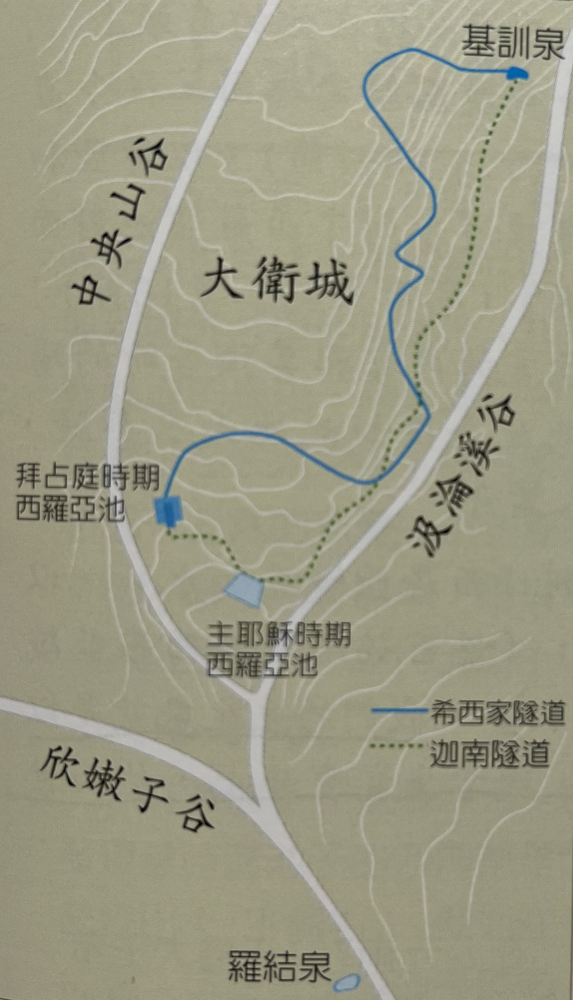 基訓泉
中央山谷
大衛城
汲淪溪谷
拜占庭時期
西羅亞池
主耶穌時期
西羅亞池
希西家隧道
迦南隧道
欣嫩子谷
羅結泉